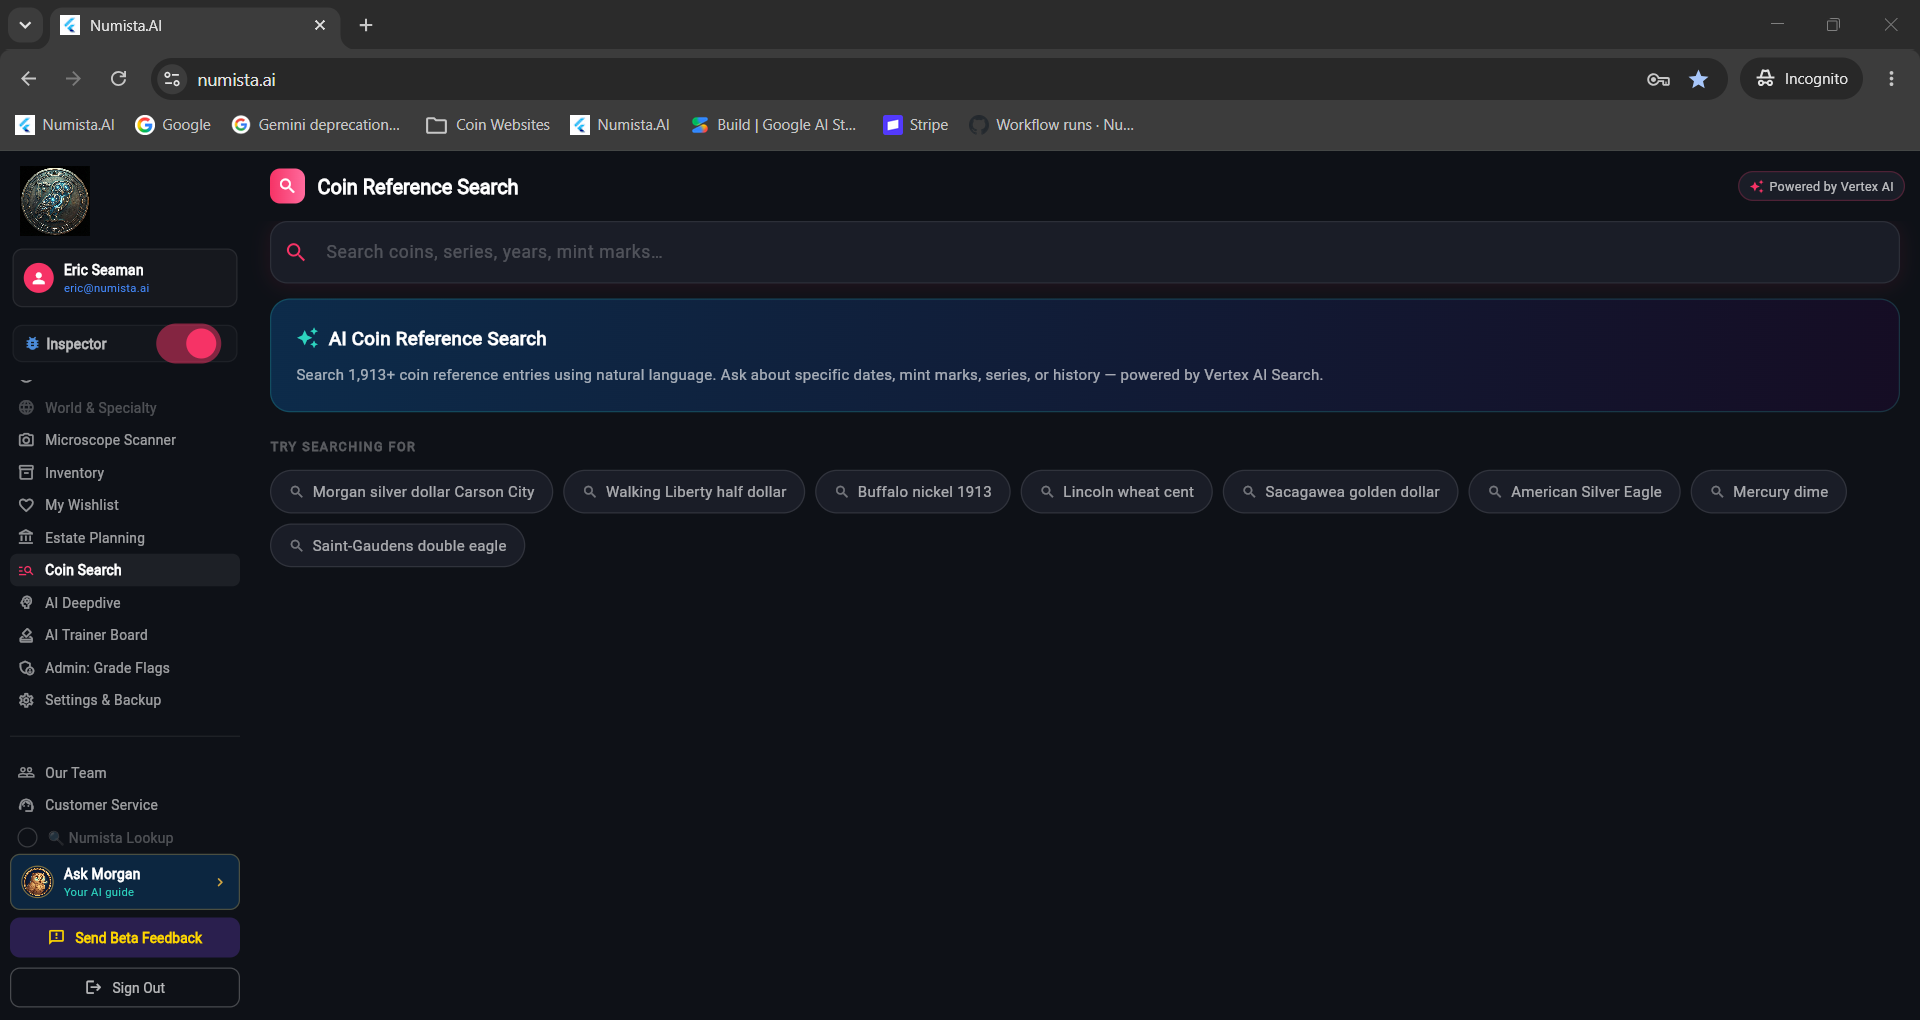 Numista.AI
numista.ai
Incognito
Numista.AI
Google
Gemini deprecation...
Coin Websites
Numista.AI
Build | Google AI St...
Stripe
Workflow runs · Nu...
Eric Seaman
eric@numista.ai
Inspector
World & Specialty
Microscope Scanner
Inventory
My Wishlist
Estate Planning
Coin Search
AI Deepdive
AI Trainer Board
Admin: Grade Flags
Settings & Backup
Our Team
Customer Service
Numista Lookup
Ask Morgan
Your AI guide
Send Beta Feedback
Sign Out
Coin Reference Search
Powered by Vertex AI
Search coins, series, years, mint marks...
AI Coin Reference Search
Search 1,913+ coin reference entries using natural language. Ask about specific dates, mint marks, series, or history — powered by Vertex AI Search.
TRY SEARCHING FOR
Morgan silver dollar Carson City
Walking Liberty half dollar
Buffalo nickel 1913
Lincoln wheat cent
Sacagawea golden dollar
American Silver Eagle
Mercury dime
Saint-Gaudens double eagle